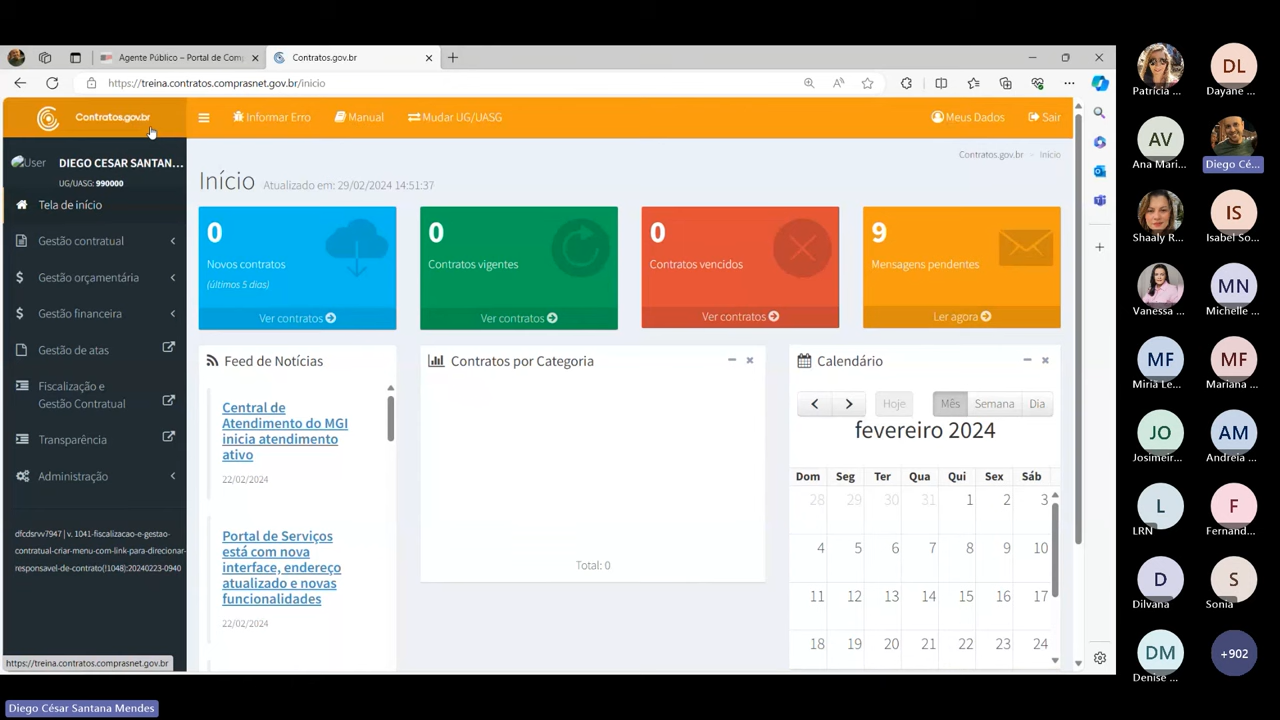 Agente Público – Portal de Com
Contratos.gov.br
https://treina.contratos.comprasnet.gov.br/inicio
Contratos.gov.br
Informar Erro
Manual
Mudar UG/UASG
Meus Dados
Sair
User
DIEGO CESAR SANTAN...
UG/UASG: 990000
Tela de início
Gestão contratual
Gestão orçamentária
Gestão financeira
Gestão de atas
Fiscalização e
Gestão Contratual
Transparência
Administração
dfcdsrvv7947 | v. 1041-fiscalizacao-e-gestao-
contratual-criar-menu-com-link-para-direcionar-
responsavel-de-contrato(!1048):20240223-0940
https://treina.contratos.comprasnet.gov.br
Contratos.gov.br - Início
Início Atualizado em: 29/02/2024 14:51:37
0
Novos contratos
(últimos 5 dias)
Ver contratos
0
Contratos vigentes
Ver contratos
0
Contratos vencidos
Ver contratos
9
Mensagens pendentes
Ler agora
Feed de Notícias
Central de
Atendimento do MGI
inicia atendimento
ativo
22/02/2024
Portal de Serviços
está com nova
interface, endereço
atualizado e novas
funcionalidades
22/02/2024
Contratos por Categoria
Total: 0
Calendário
Hoje
Mês Semana Dia
fevereiro 2024
Dom Seg Ter Qua Qui Sex Sáb
28 29 30 31 1 2 3
4 5 6 7 8 9 10
11 12 13 14 15 16 17
18 19 20 21 22 23 24
Patrícia ...
DL
Dayane ...
AV
Ana Mari...
Diego Cé...
Shaaly R...
IS
Isabel So...
Vanessa ...
MN
Michelle ...
MF
Miriã Le...
MF
Mariana ...
JO
Josimeir...
AM
Andréia ...
L
LRN
F
Fernand...
D
Dilvana
S
Sonia
DM
Denise ...
+902
Diego César Santana Mendes